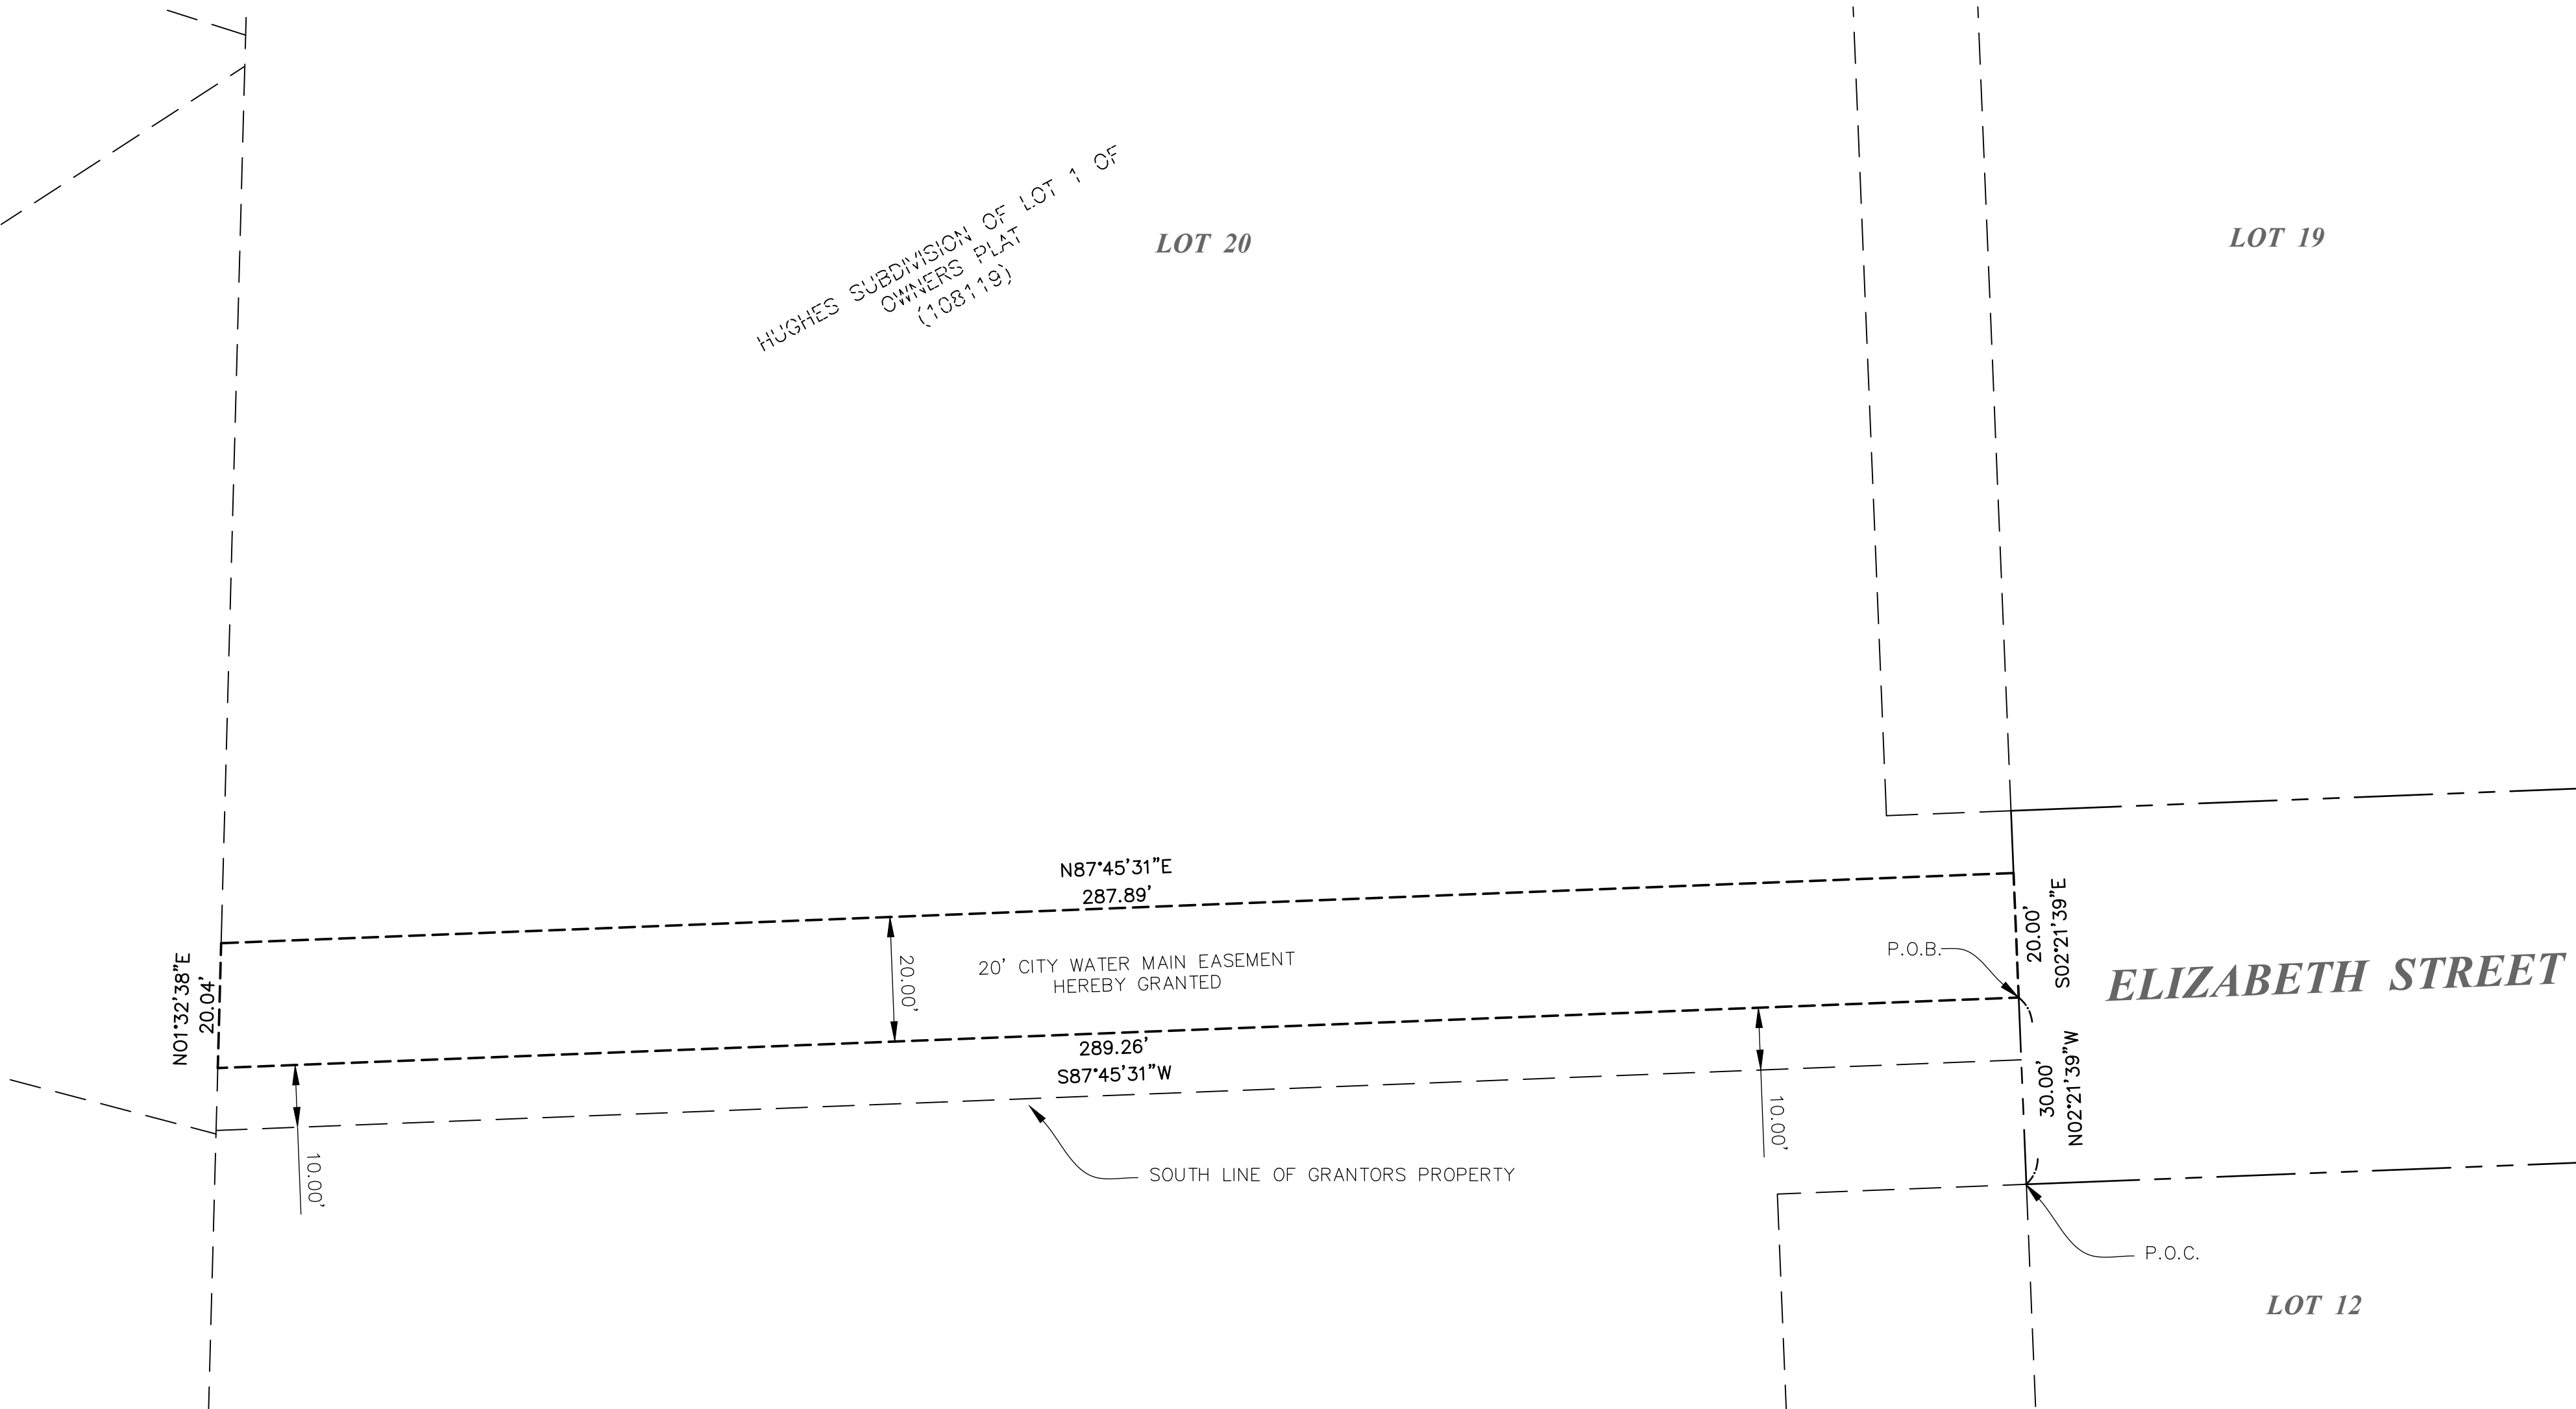 HUGHES SUBDIVISION OF LOT 1 OF
OWNERS PLAT
(108119)
LOT 20
LOT 19
N87°45'31"E
287.89'
20' CITY WATER MAIN EASEMENT
HEREBY GRANTED
20.00'
289.26'
S87°45'31"W
N01°32'38"E
20.04'
10.00'
10.00'
SOUTH LINE OF GRANTORS PROPERTY
P.O.B.
20.00'
S02°21'39"E
ELIZABETH STREET
30.00'
N02°21'39"W
P.O.C.
LOT 12